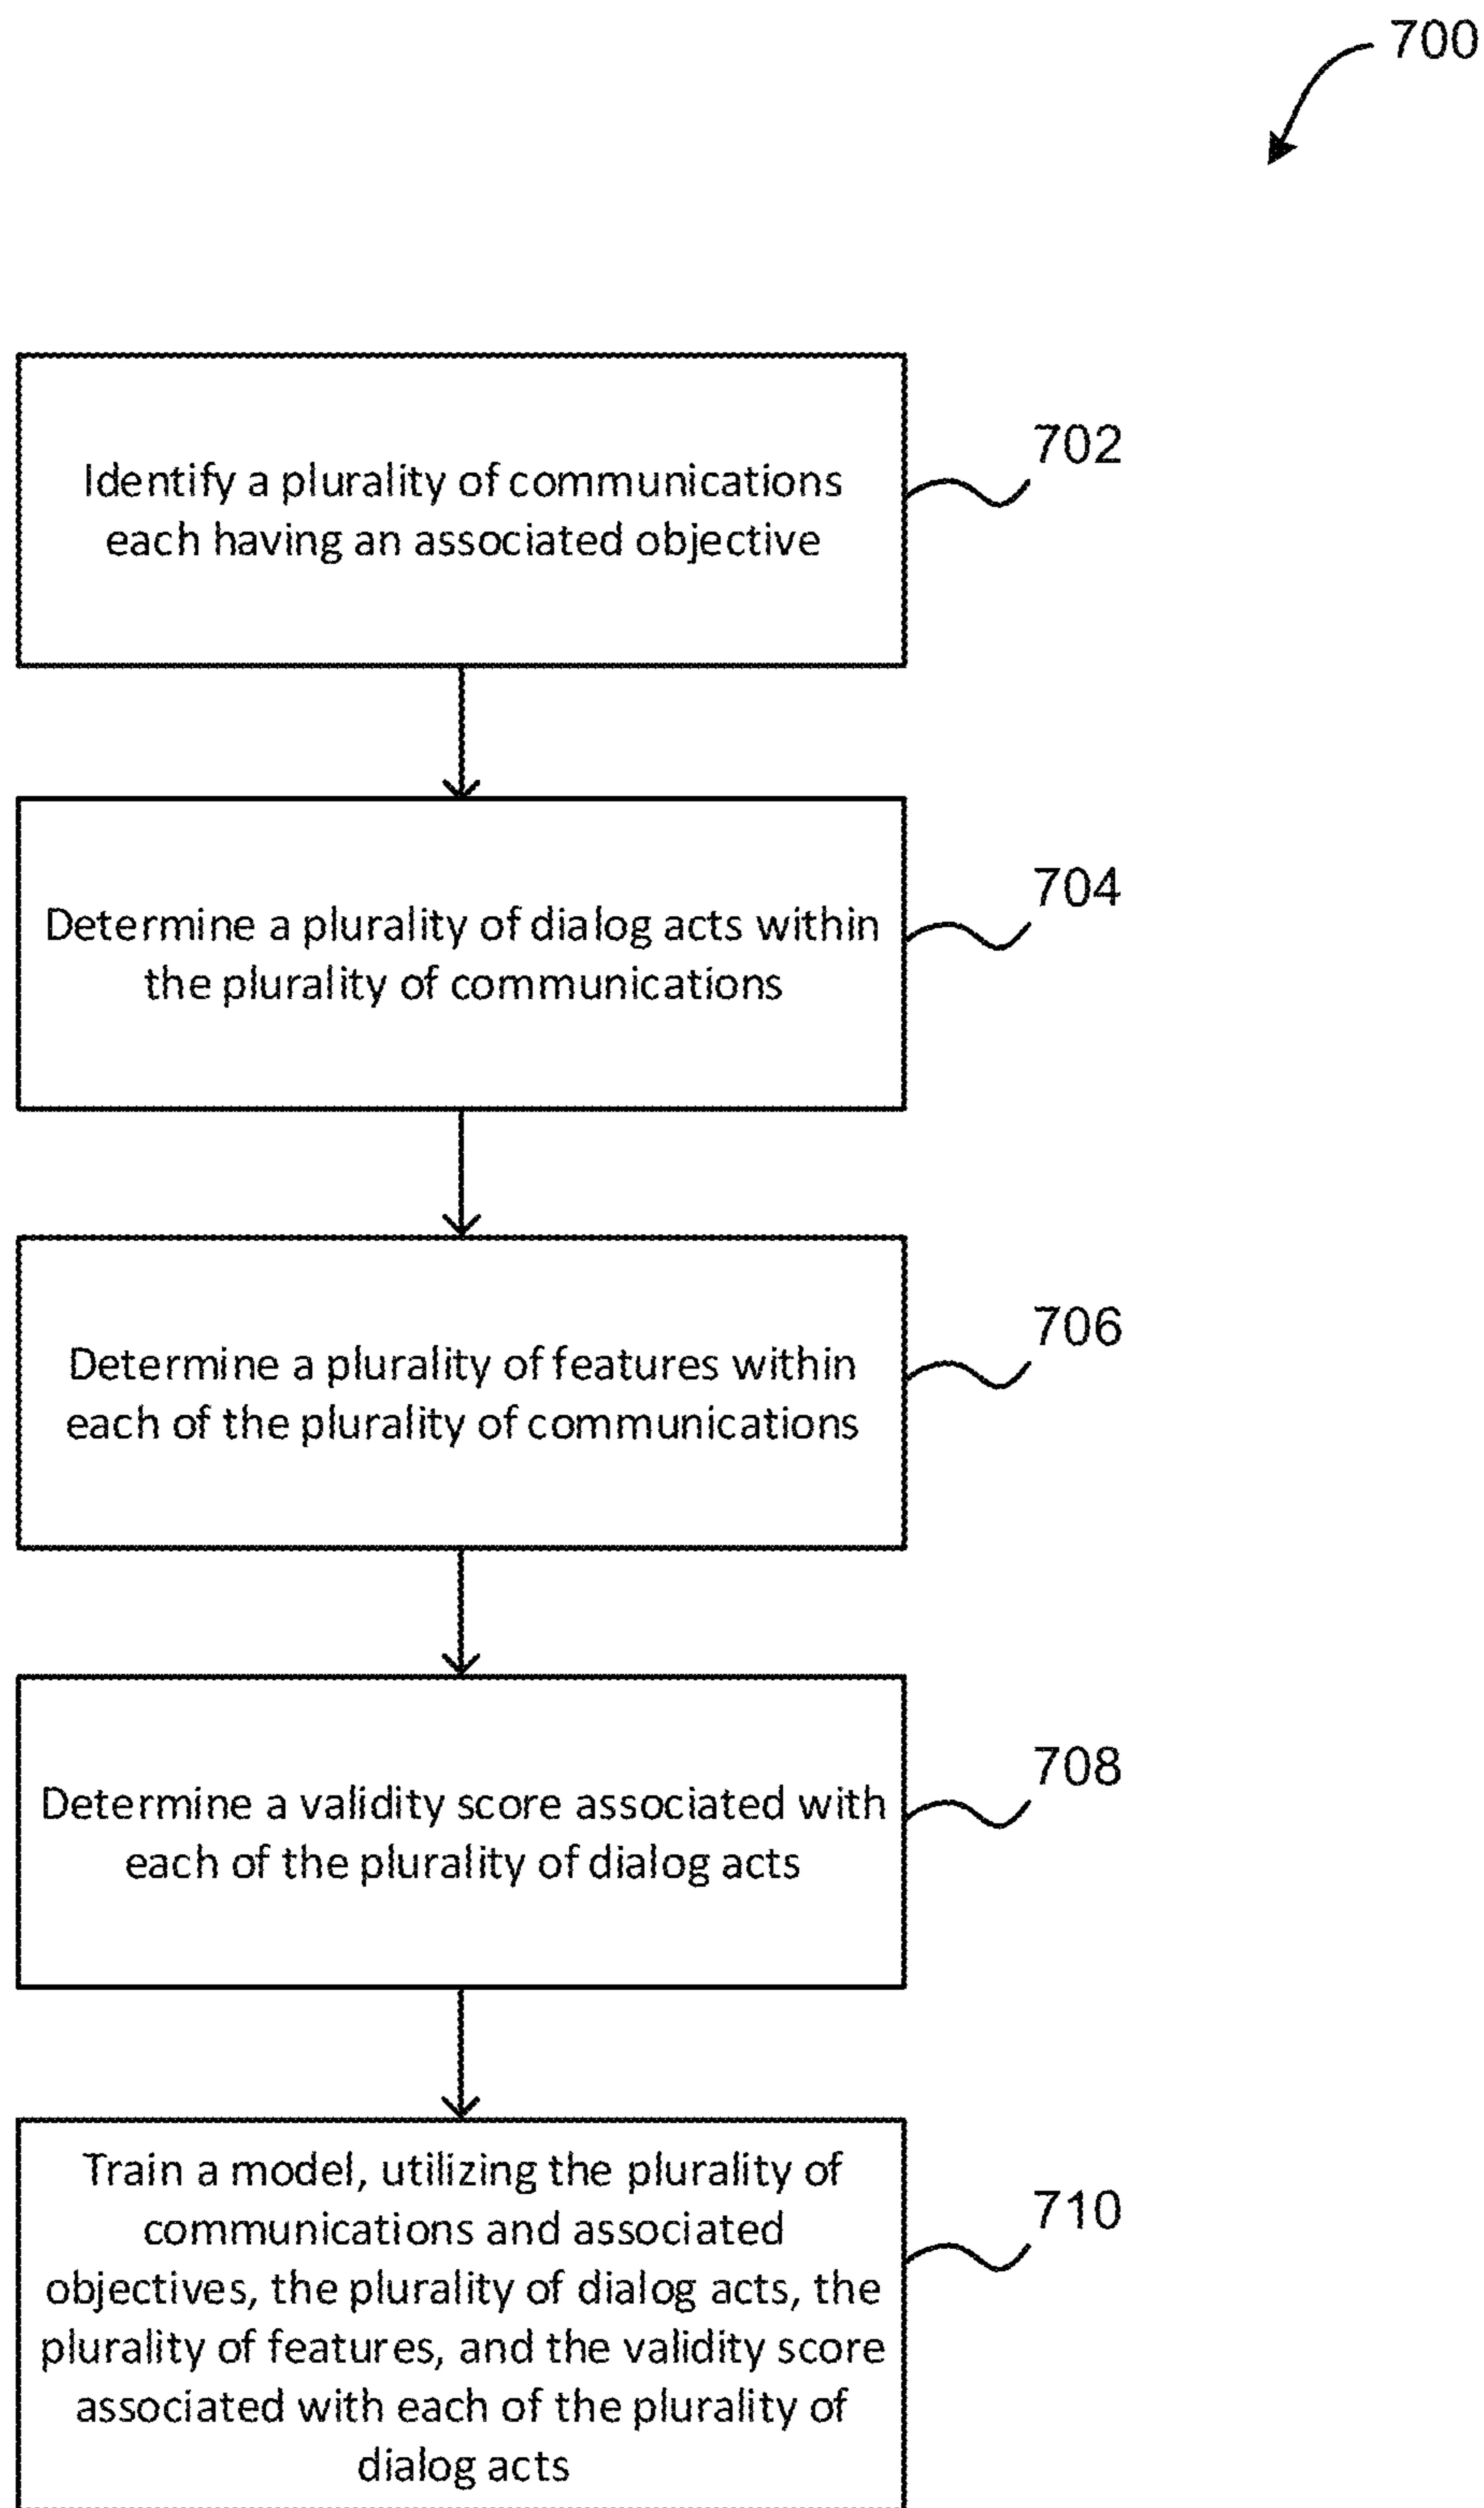 700
Identify a plurality of communications
each having an associated objective
702
Determine a plurality of dialog acts within
the plurality of communications
704
Determine a plurality of features within
each of the plurality of communications
706
Determine a validity score associated with
each of the plurality of dialog acts
708
Train a model, utilizing the plurality of
communications and associated
objectives, the plurality of dialog acts, the
plurality of features, and the validity score
associated with each of the plurality of
dialog acts
710